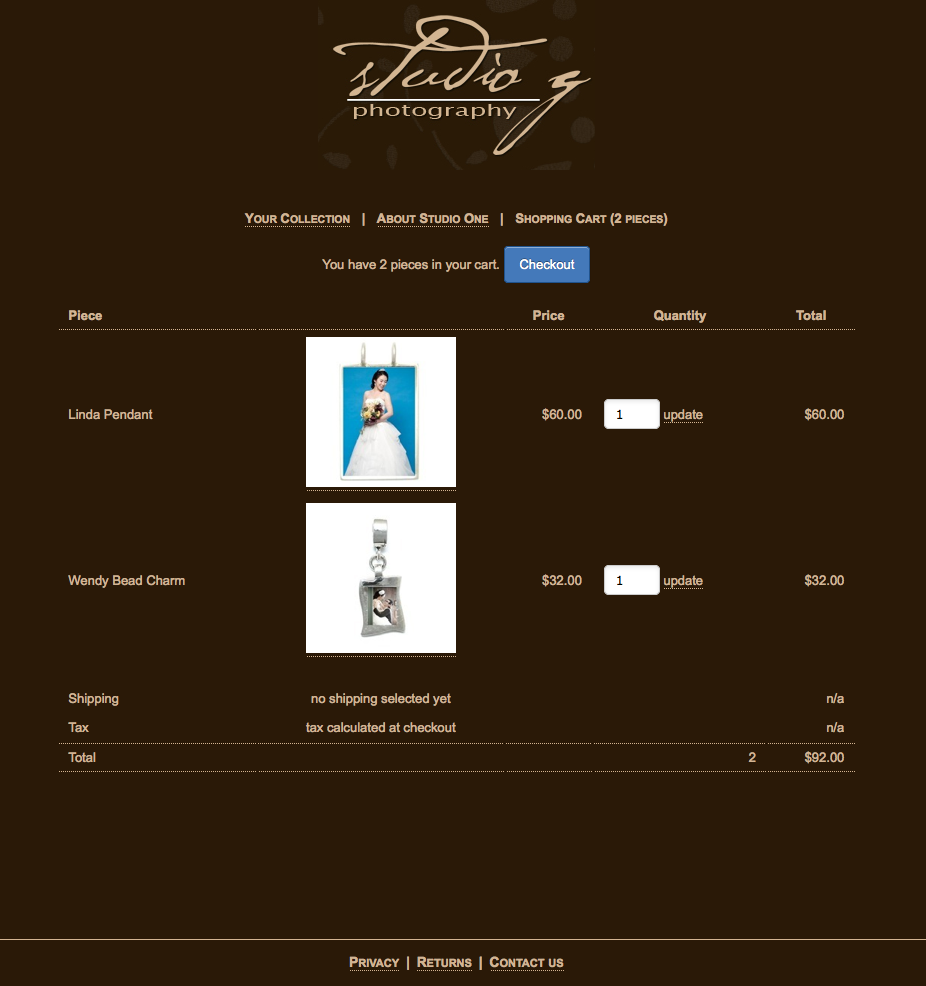 studio g
photography
Your Collection | About Studio One | Shopping Cart (2 pieces)
You have 2 pieces in your cart. Checkout
Piece Price Quantity Total
Linda Pendant $60.00 1 update $60.00
Wendy Bead Charm $32.00 1 update $32.00
Shipping no shipping selected yet n/a
Tax tax calculated at checkout n/a
Total 2 $92.00
Privacy | Returns | Contact us